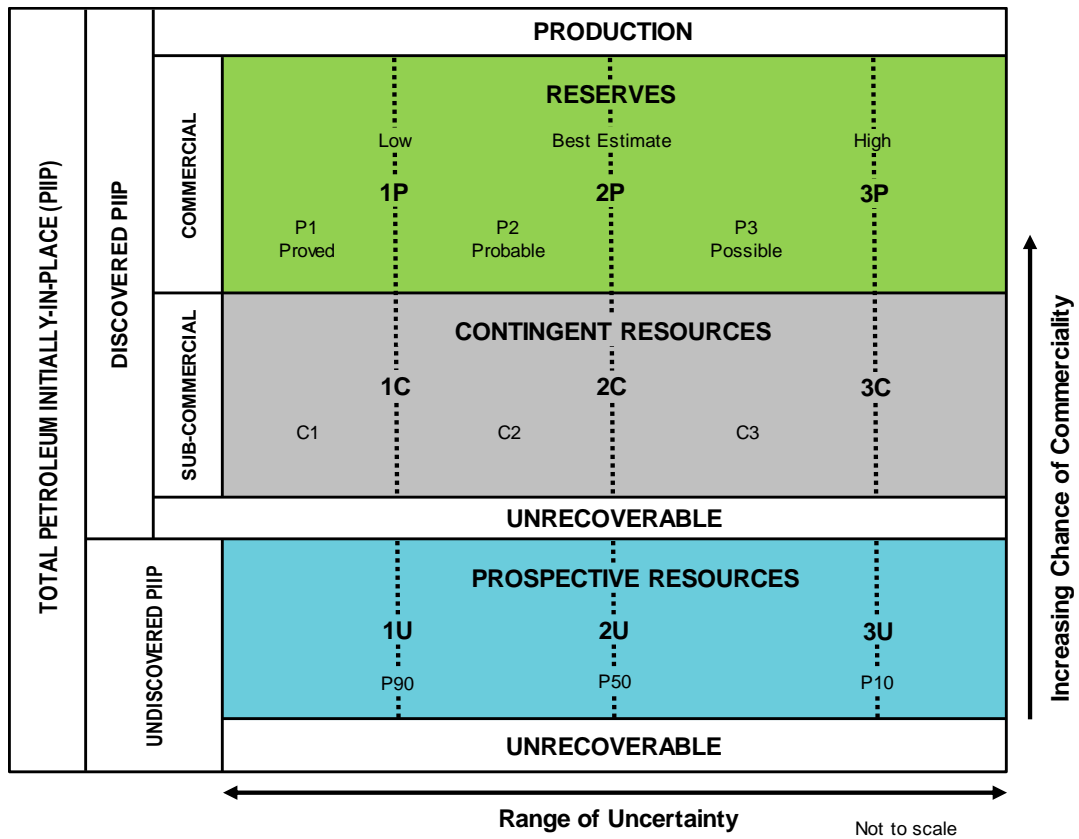 TOTAL PETROLEUM INITIALLY-IN-PLACE (PIIP)
DISCOVERED PIIP
UNDISCOVERED PIIP
COMMERCIAL
SUB-COMMERCIAL
PRODUCTION
RESERVES
Low Best Estimate High
1P 2P 3P
P1 P2 P3
Proved Probable Possible
CONTINGENT RESOURCES
1C 2C 3C
C1 C2 C3
UNRECOVERABLE
PROSPECTIVE RESOURCES
1U 2U 3U
P90 P50 P10
UNRECOVERABLE
Increasing Chance of Commerciality
Range of Uncertainty
Not to scale